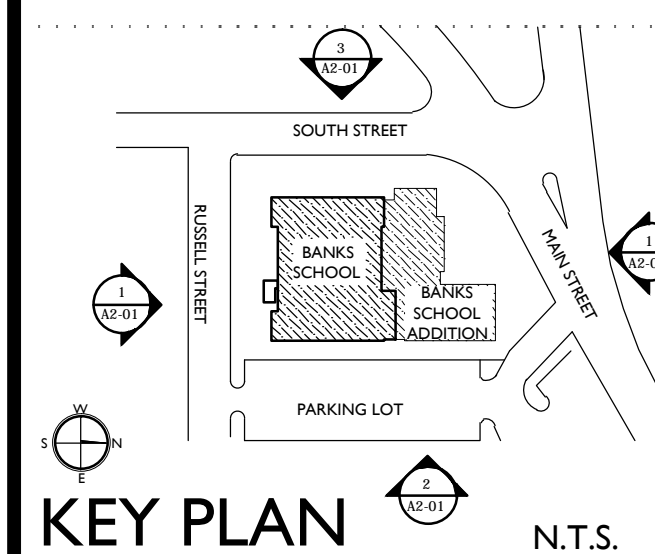 3
A2-01
SOUTH STREET
RUSSELL STREET
BANKS
SCHOOL
MAIN STREET
1
1
A2-01
BANKS
SCHOOL
ADDITION
PARKING LOT
W
S
N
E
2
A2-01
KEY PLAN
N.T.S.